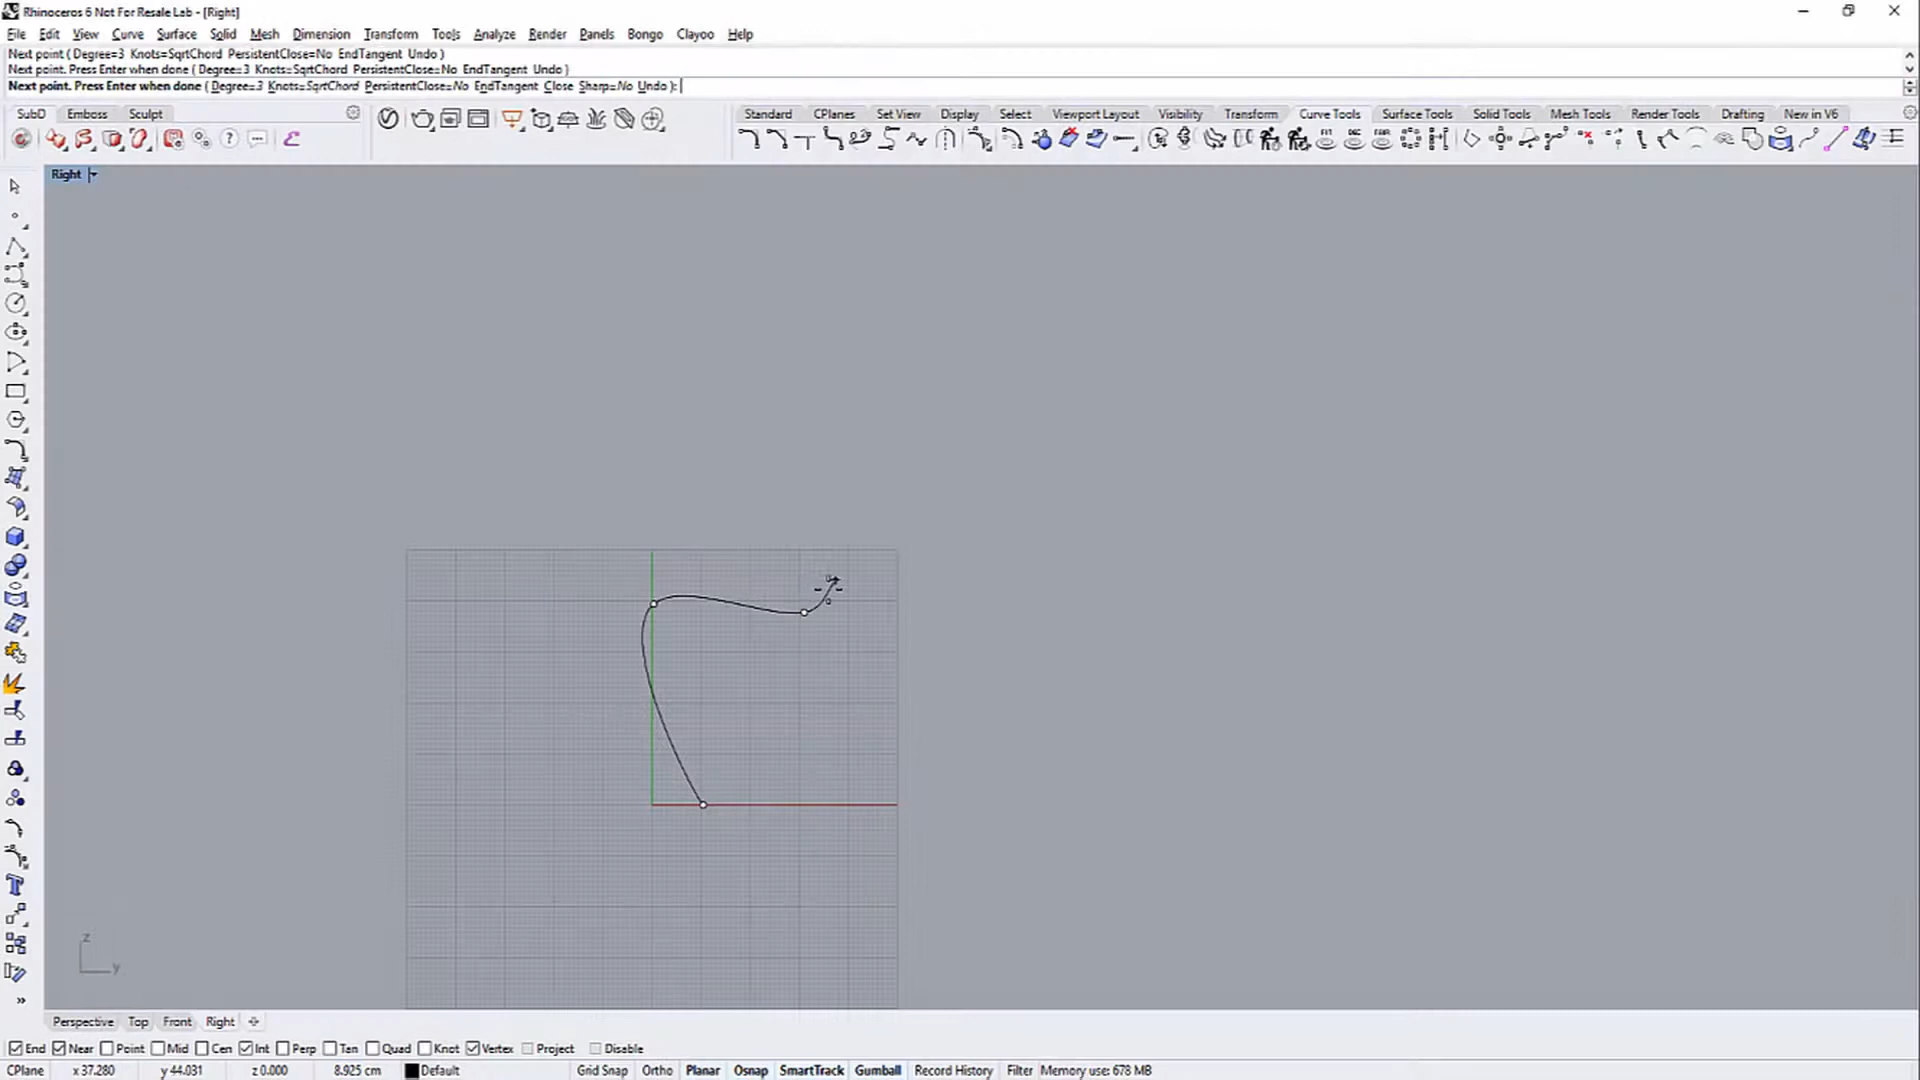 Rhinoceros 6 Not For Resale Lab - [Right]
File Edit View Curve Surface Solid Mesh Dimension Transform Tools Analyze Render Panels Bongo Clayoo Help
Next point ( Degree=3 Knots=SqrtChord PersistentClose=No EndTangent Undo )
Next point. Press Enter when done ( Degree=3 Knots=SqrtChord PersistentClose=No EndTangent Undo )
Next point. Press Enter when done ( Degree=3 Knots=SqrtChord PersistentClose=No EndTangent Close Sharp=No Undo ):
SubD Emboss Sculpt Standard CPlanes Set View Display Select Viewport Layout Visibility Transform Curve Tools Surface Tools Solid Tools Mesh Tools Render Tools Drafting New in V6
Right
z
y
Perspective Top Front Right
End Near Point Mid Cen Int Perp Tan Quad Knot Vertex Project Disable
CPlane x 37.280 y 44.031 z 0.000 8.925 cm Default Grid Snap Ortho Planar Osnap SmartTrack Gumball Record History Filter Memory use: 678 MB